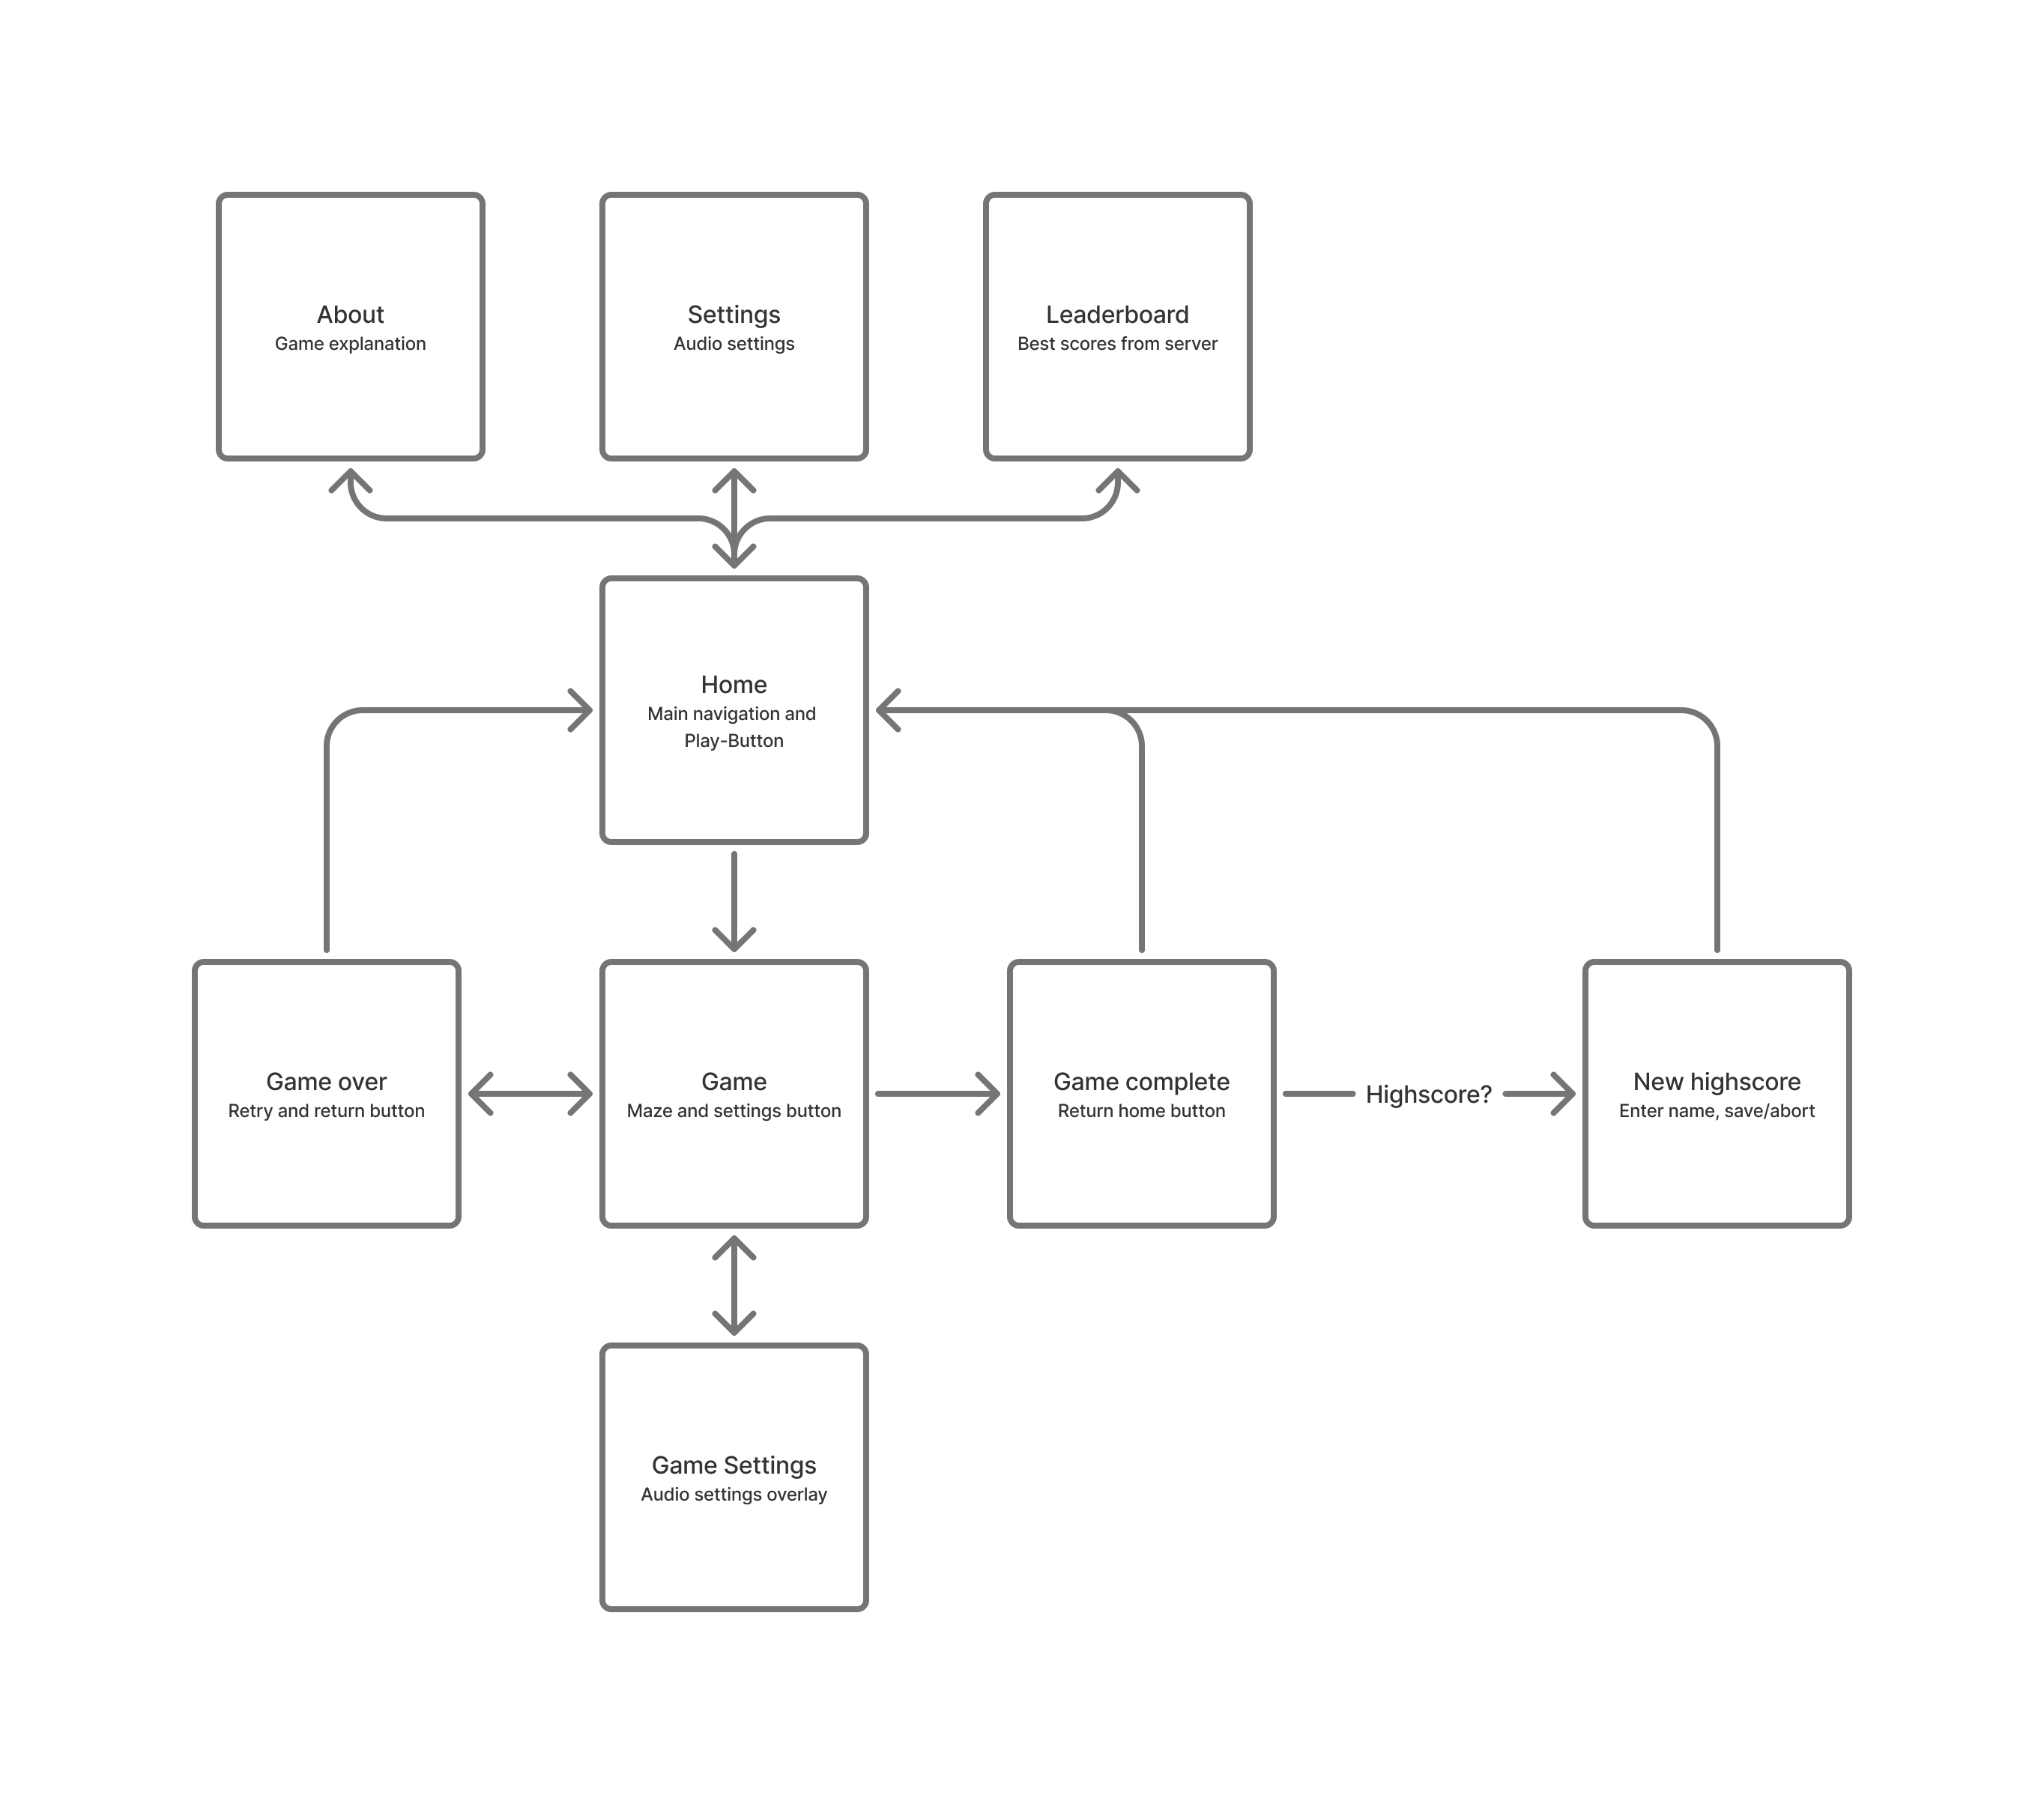 About
Game explanation
Settings
Audio settings
Leaderboard
Best scores from server
Home
Main navigation and
Play-Button
Game over
Retry and return button
Game
Maze and settings button
Game complete
Return home button
Highscore?
New highscore
Enter name, save/abort
Game Settings
Audio settings overlay